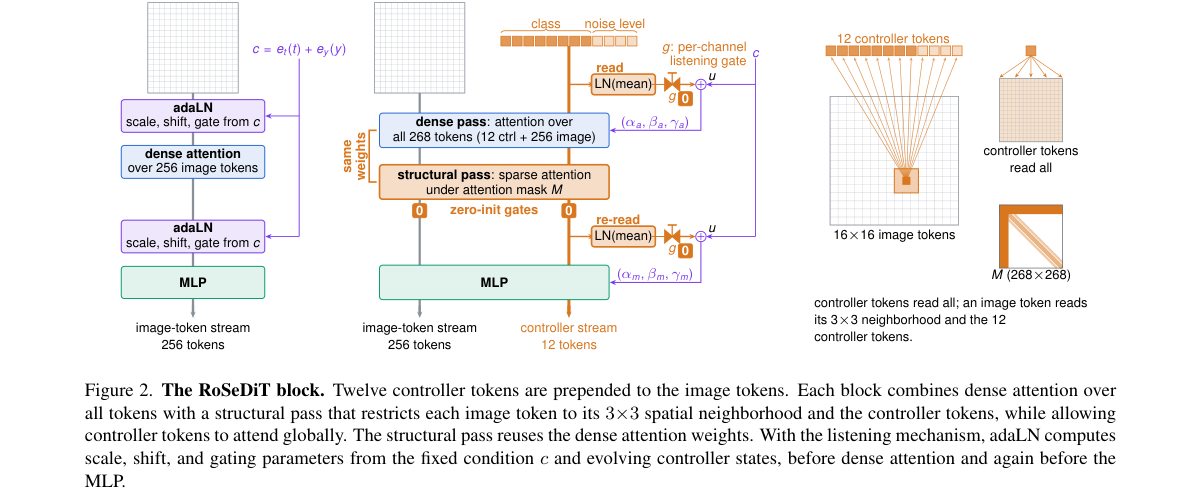 c = e_t(t) + e_y(y)
adaLN
scale, shift, gate from c
dense attention
over 256 image tokens
adaLN
scale, shift, gate from c
MLP
image-token stream
256 tokens
class
noise level
g: per-channel
listening gate
c
read
LN(mean)
g
0
u
dense pass: attention over
all 268 tokens (12 ctrl + 256 image)
(α_a, β_a, γ_a)
same
weights
structural pass: sparse attention
under attention mask M
0
zero-init gates
0
re-read
LN(mean)
g
0
u
(α_m, β_m, γ_m)
MLP
image-token stream
256 tokens
controller stream
12 tokens
12 controller tokens
16×16 image tokens
controller tokens
read all
M (268×268)
controller tokens read all; an image token reads
its 3×3 neighborhood and the 12
controller tokens.
Figure 2. The RoSeDiT block. Twelve controller tokens are prepended to the image tokens. Each block combines dense attention over
all tokens with a structural pass that restricts each image token to its 3×3 spatial neighborhood and the controller tokens, while allowing
controller tokens to attend globally. The structural pass reuses the dense attention weights. With the listening mechanism, adaLN computes
scale, shift, and gating parameters from the fixed condition c and evolving controller states, before dense attention and again before the
MLP.